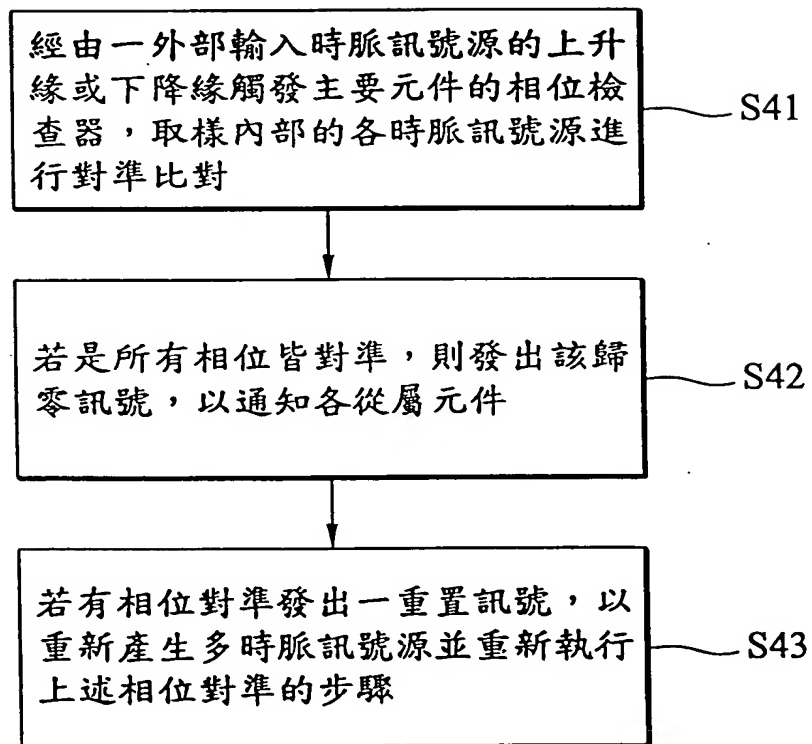 經由一外部輸入時脈訊號源的上升
緣或下降緣觸發主要元件的相位檢
查器，取樣內部的各時脈訊號源進
行對準比對
S41
若是所有相位皆對準，則發出該歸
零訊號，以通知各從屬元件
S42
若有相位對準發出一重置訊號，以
重新產生多時脈訊號源並重新執行
上述相位對準的步驟
S43